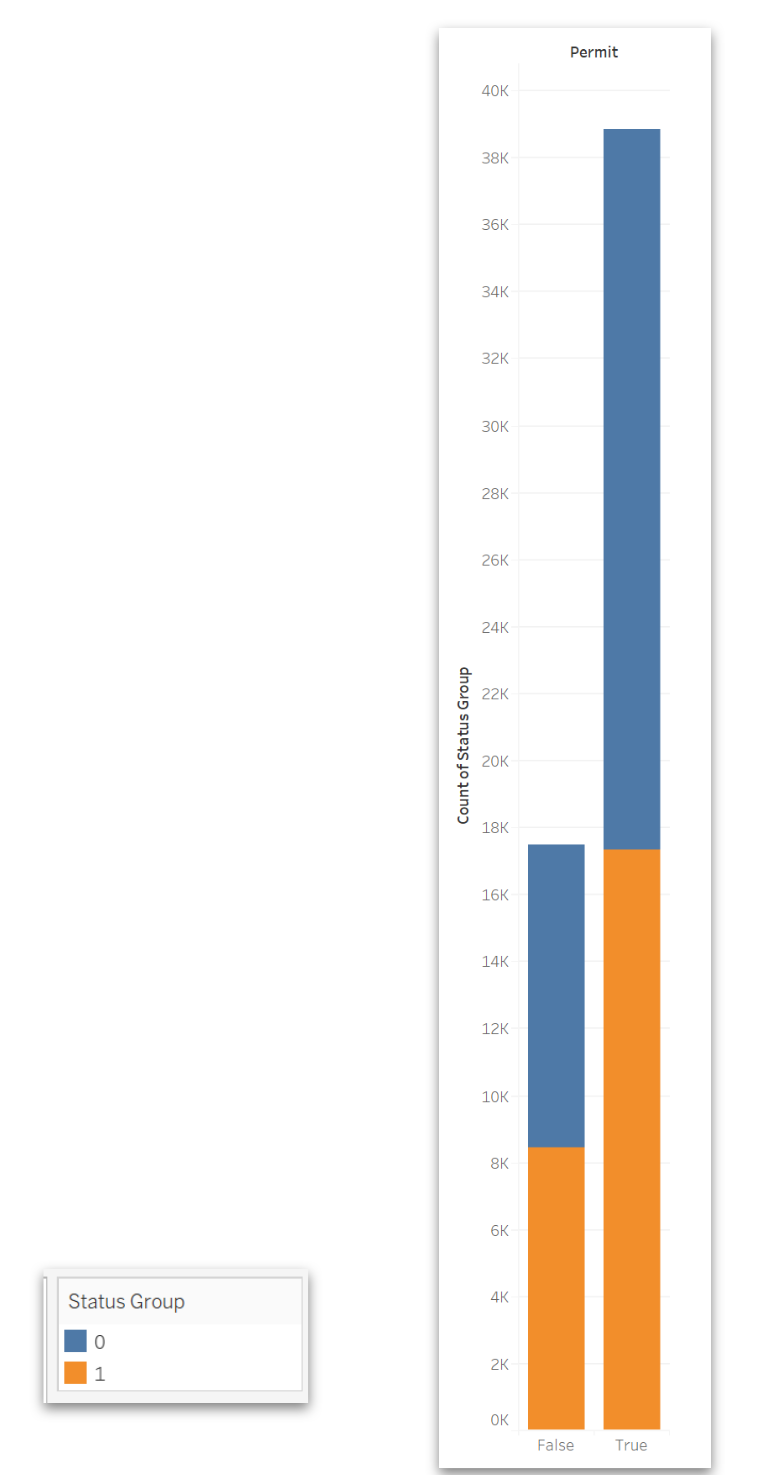 Permit
40K
38K
36K
34K
32K
30K
28K
26K
24K
22K
20K
18K
16K
14K
12K
10K
8K
6K
4K
2K
0K
Count of Status Group
False True
Status Group
0
1